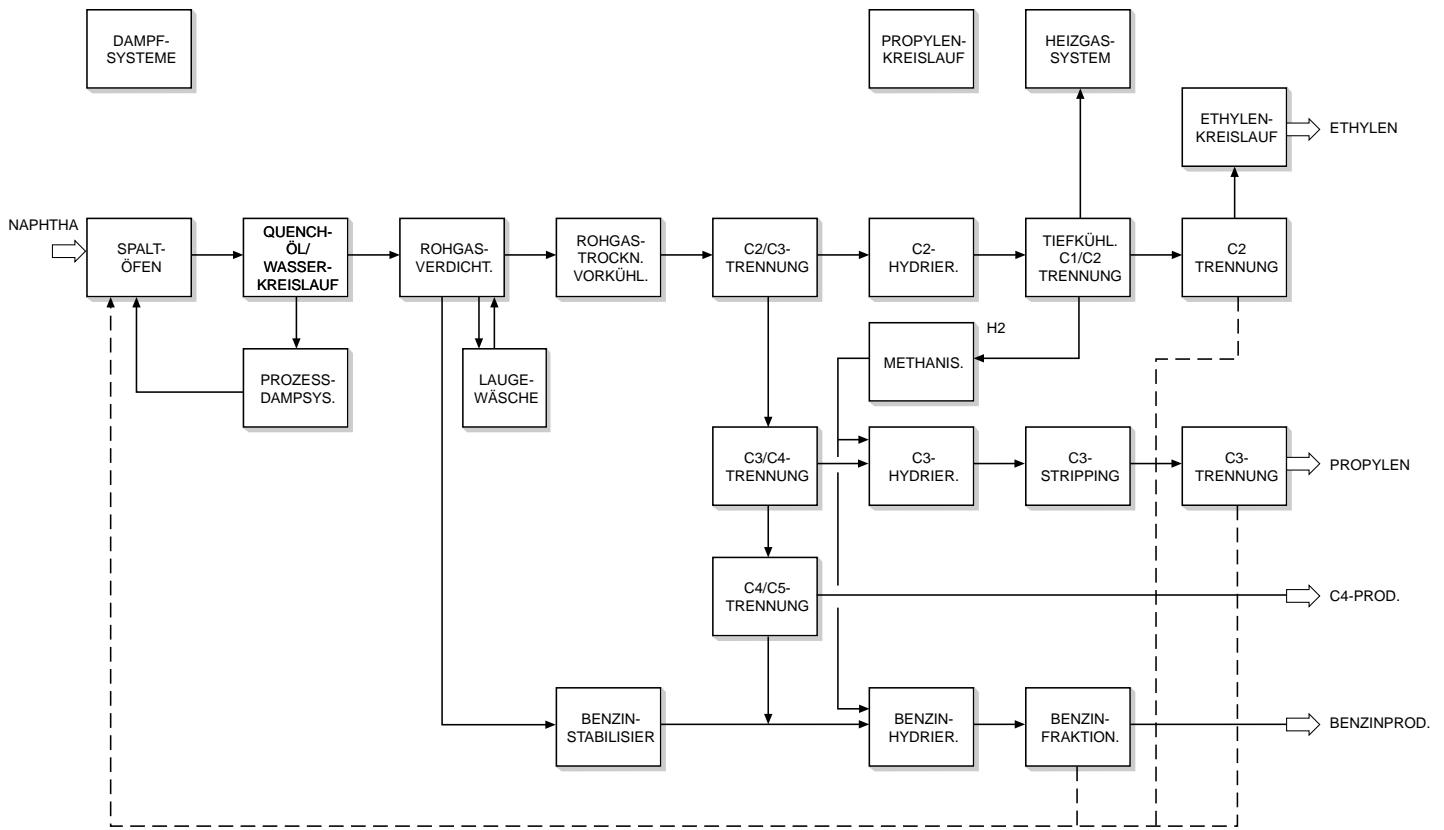 DAMPF-
SYSTEME
PROPYLEN-
KREISLAUF
HEIZGAS-
SYSTEM
ETHYLEN-
KREISLAUF
ETHYLEN
NAPHTHA
SPALT-
ÖFEN
QUENCH-
ÖL/
WASSER-
KREISLAUF
ROHGAS-
VERDICHT.
ROHGAS-
TROCKN.
VORKÜHL.
C2/C3-
TRENNUNG
C2-
HYDRIER.
TIEFKÜHL.
C1/C2
TRENNUNG
C2
TRENNUNG
H2
PROZESS-
DAMPSYS.
LAUGE-
WÄSCHE
METHANIS.
C3/C4-
TRENNUNG
C3-
HYDRIER.
C3-
STRIPPING
C3-
TRENNUNG
PROPYLEN
C4/C5-
TRENNUNG
C4-PROD.
BENZIN-
STABILISIER
BENZIN-
HYDRIER.
BENZIN-
FRAKTION.
BENZINPROD.